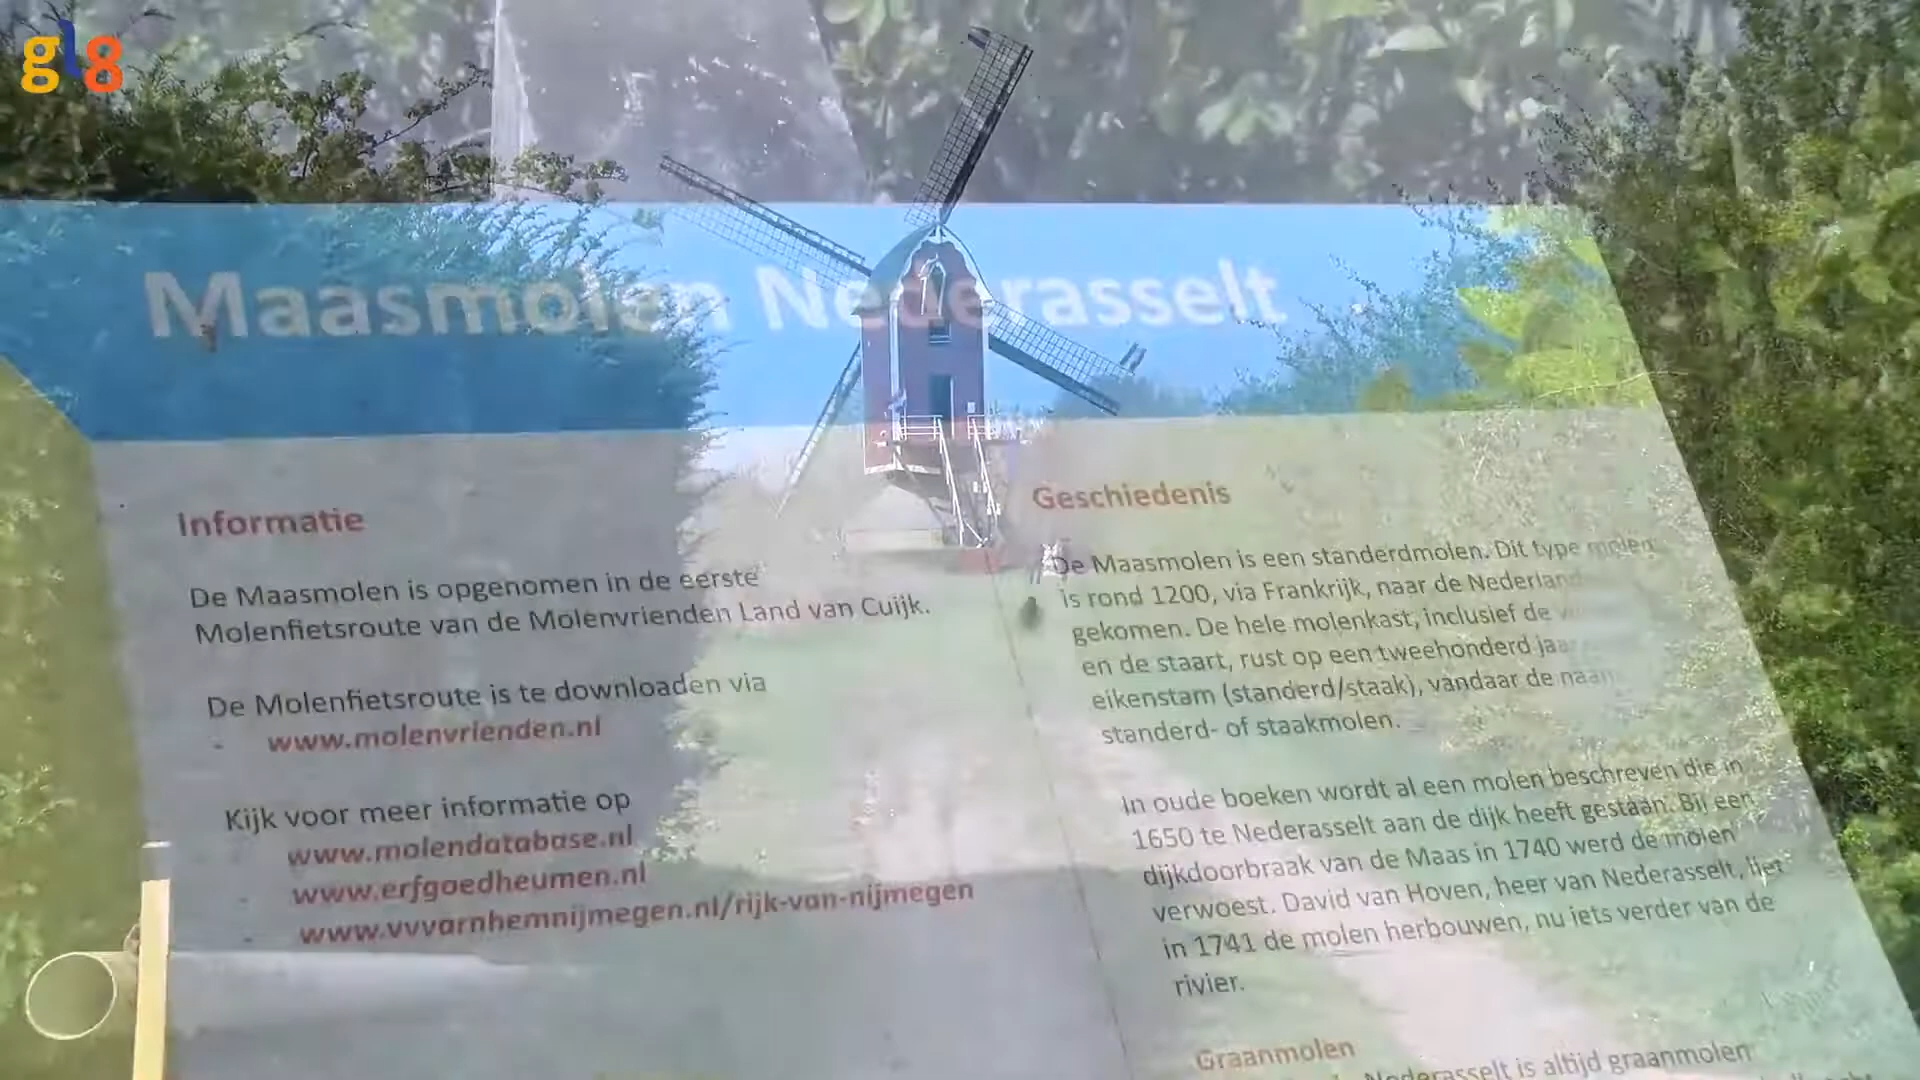 gl8
Maasmolen Nederasselt
Informatie
De Maasmolen is opgenomen in de eerste
Molenfietsroute van de Molenvrienden Land van Cuijk.
De Molenfietsroute is te downloaden via
- www.molenvrienden.nl
Kijk voor meer informatie op
- www.molendatabase.nl
- www.erfgoedheumen.nl
- www.vvvarnhemnijmegen.nl/rijk-van-nijmegen
Geschiedenis
De Maasmolen is een standerdmolen. Dit type molen
is rond 1200, via Frankrijk, naar de
gekomen. De hele molenkast, inclusief de
en de staart, rust op een tweehonderd
eikenstam (standerd/staak), vandaar de naam
standerd- of staakmolen.
In oude boeken wordt al een molen beschreven die in
1650 te Nederasselt aan de dijk heeft gestaan. Bij een
dijkdoorbraak van de Maas in 1740 werd de molen
verwoest. David van Hoven, heer van Nederasselt, liet
in 1741 de molen herbouwen, nu iets verder van de
rivier.
Graanmolen
Nederasselt is altijd graanmolen